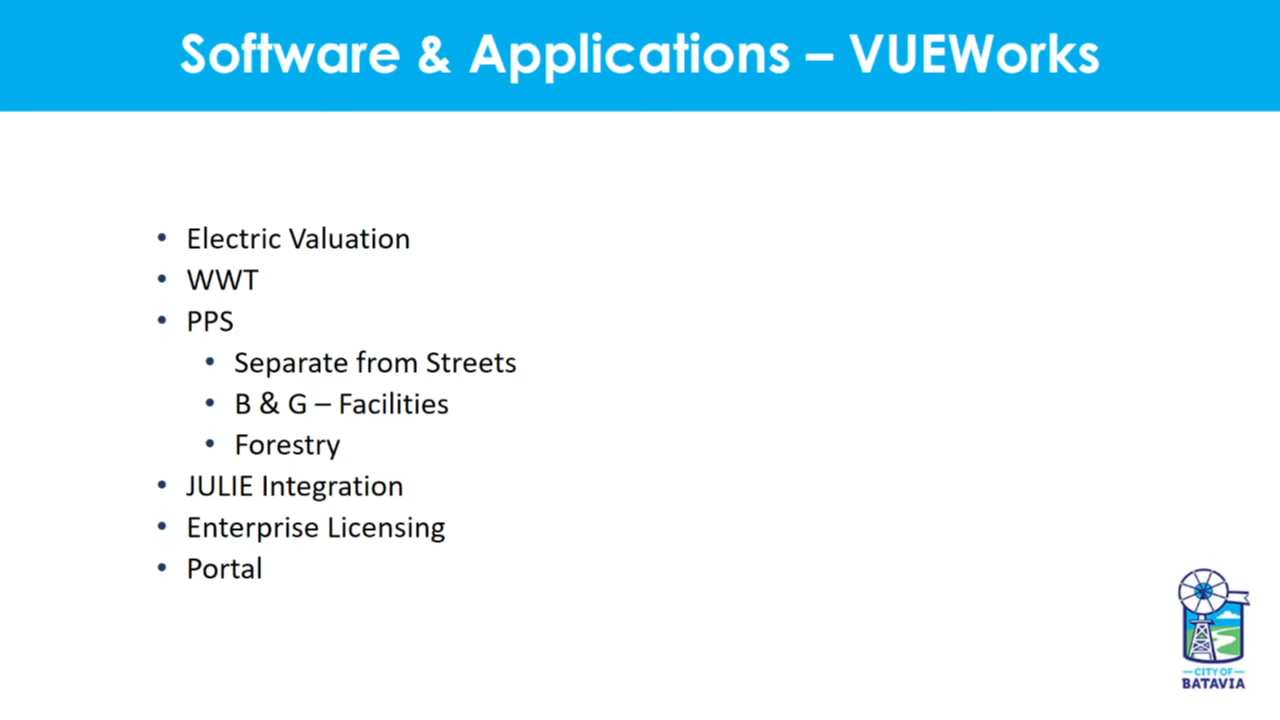 Software & Applications – VUEWorks
• Electric Valuation
• WWT
• PPS
• Separate from Streets
• B & G – Facilities
• Forestry
• JULIE Integration
• Enterprise Licensing
• Portal
CITY OF
BATAVIA